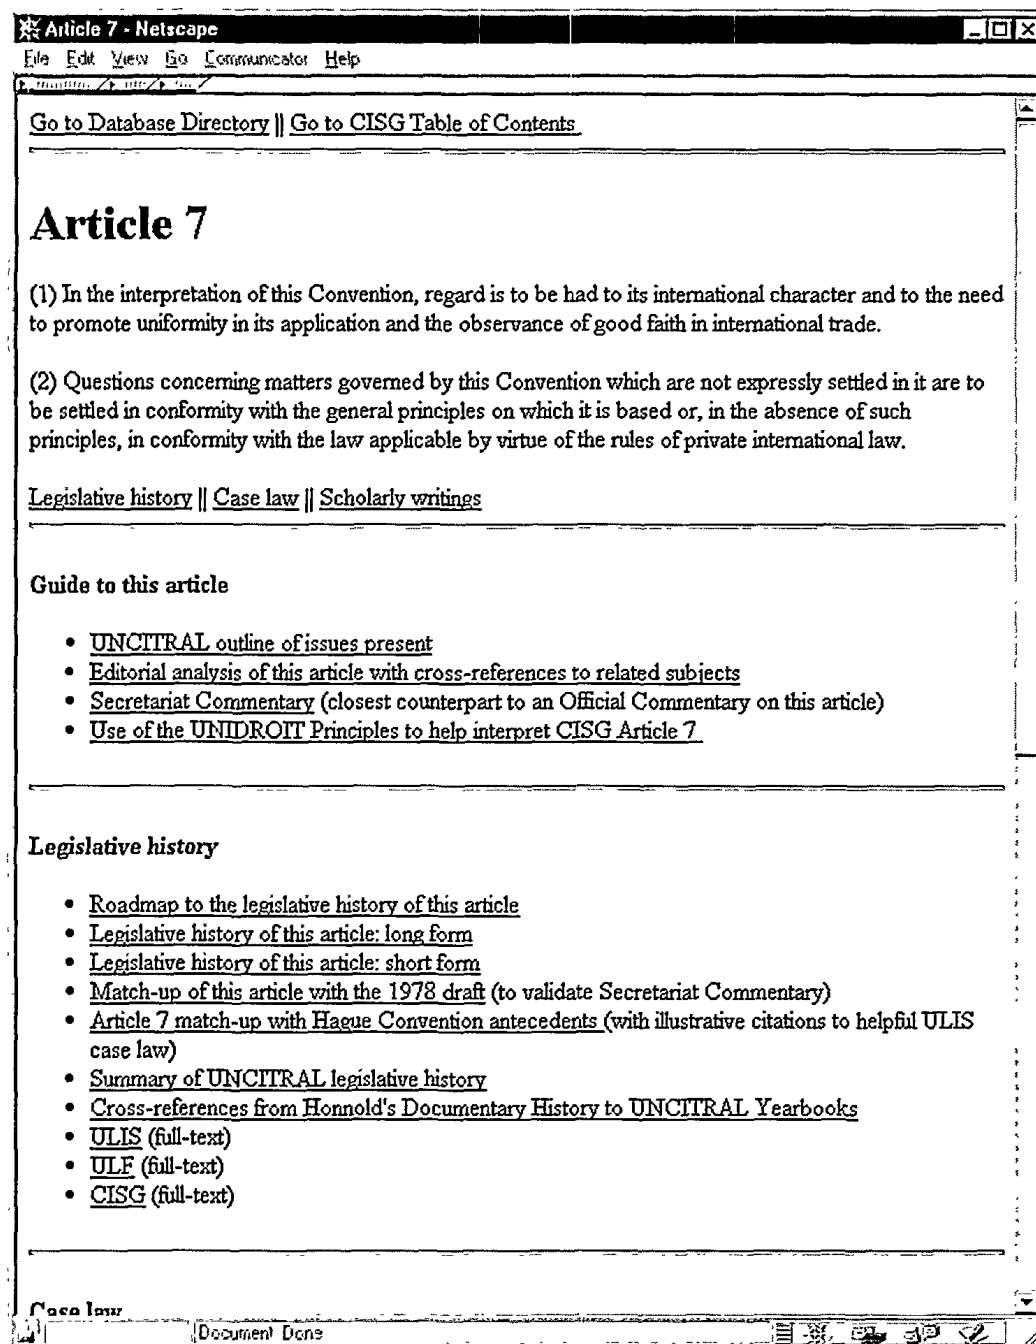 Article 7 - Netscape
File Edit View Go Communicator Help
Go to Database Directory || Go to CISG Table of Contents
Article 7
(1) In the interpretation of this Convention, regard is to be had to its international character and to the need
to promote uniformity in its application and the observance of good faith in international trade.
(2) Questions concerning matters governed by this Convention which are not expressly settled in it are to
be settled in conformity with the general principles on which it is based or, in the absence of such
principles, in conformity with the law applicable by virtue of the rules of private international law.
Legislative history || Case law || Scholarly writings
Guide to this article
• UNCITRAL outline of issues present
• Editorial analysis of this article with cross-references to related subjects
• Secretariat Commentary (closest counterpart to an Official Commentary on this article)
• Use of the UNIDROIT Principles to help interpret CISG Article 7
Legislative history
• Roadmap to the legislative history of this article
• Legislative history of this article: long form
• Legislative history of this article: short form
• Match-up of this article with the 1978 draft (to validate Secretariat Commentary)
• Article 7 match-up with Hague Convention antecedents (with illustrative citations to helpful ULIS
case law)
• Summary of UNCITRAL legislative history
• Cross-references from Honnold's Documentary History to UNCITRAL Yearbooks
• ULIS (full-text)
• ULF (full-text)
• CISG (full-text)
Case law
Document Done